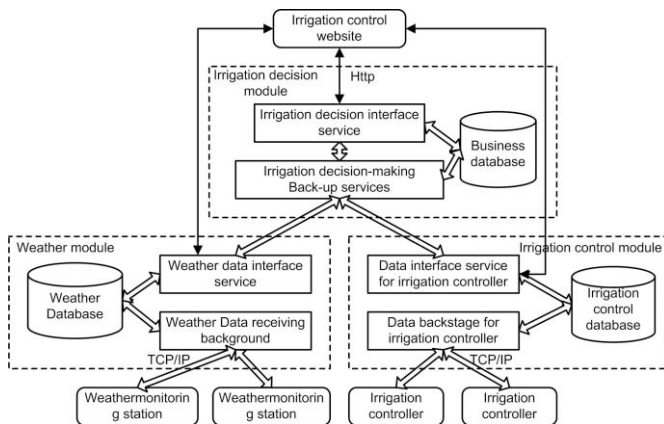 Irrigation control
website
Irrigation decision
module
Http
Irrigation decision interface
service
Business
database
Irrigation decision-making
Back-up services
Weather module
Irrigation control module
Weather data interface
service
Data interface service
for irrigation controller
Weather
Database
Irrigation
control
database
Weather Data receiving
background
Data backstage for
irrigation controller
TCP/IP
TCP/IP
Weathermonitorin
g station
Weathermonitorin
g station
Irrigation
controller
Irrigation
controller